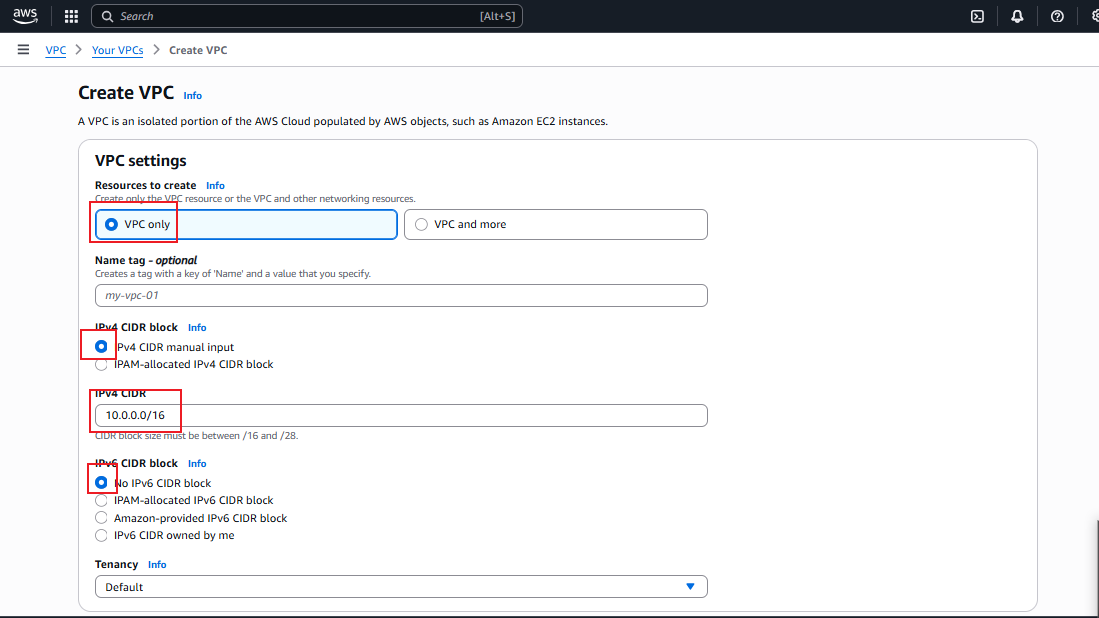 aws
Search [Alt+S]
VPC > Your VPCs > Create VPC
Create VPC Info
A VPC is an isolated portion of the AWS Cloud populated by AWS objects, such as Amazon EC2 instances.
VPC settings
Resources to create Info
Create only the VPC resource or the VPC and other networking resources.
VPC only
VPC and more
Name tag - optional
Creates a tag with a key of 'Name' and a value that you specify.
my-vpc-01
IPv4 CIDR block Info
IPv4 CIDR manual input
IPAM-allocated IPv4 CIDR block
IPv4 CIDR
10.0.0.0/16
CIDR block size must be between /16 and /28.
IPv6 CIDR block Info
No IPv6 CIDR block
IPAM-allocated IPv6 CIDR block
Amazon-provided IPv6 CIDR block
IPv6 CIDR owned by me
Tenancy Info
Default